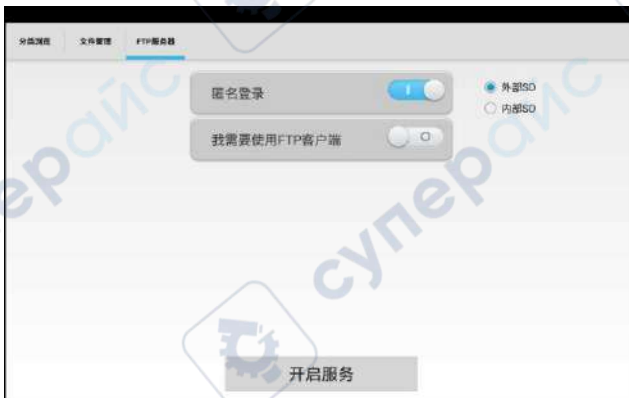 分类浏览 文件管理 FTP服务器
匿名登录
外部SD
内部SD
我需要使用FTP客户端
开启服务
суперайс